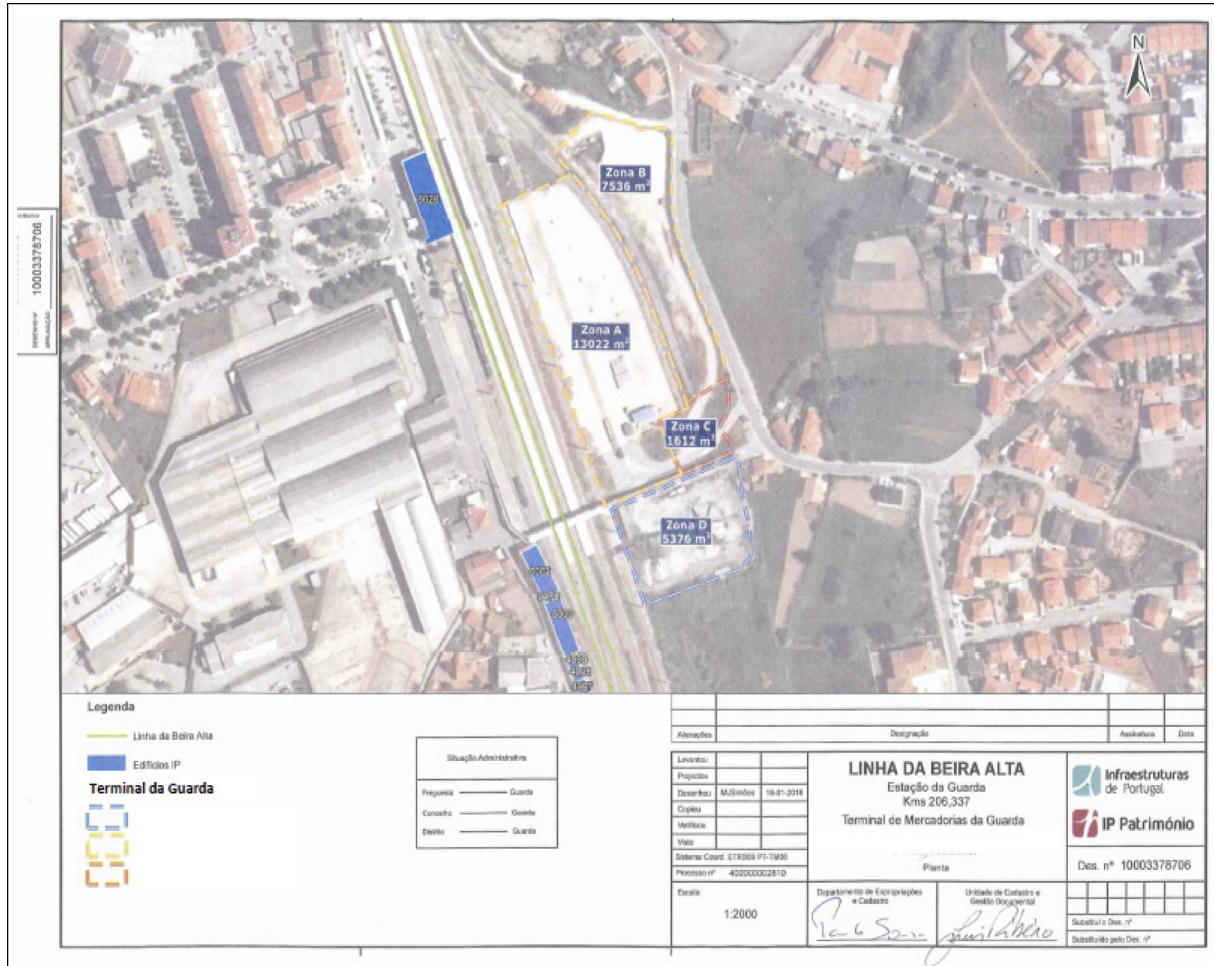 N
Zona B
7536 m²
6026
Zona A
13022 m²
Zona C
1612 m²
Zona D
5376 m²
DESENHO Nº 10003378706
Legenda
Linha da Beira Alta
Edifícios IP
Terminal da Guarda
Situação Administrativa
Freguesia Guarda
Concelho Guarda
Distrito Guarda
Alterações Designação Assinatura Data
Levantou
Projectou
Desenhou M.Simões 16-01-2018
Copiou
Verificou
Visto
Sistema Coord. ETRS89 PT-TM06
Processo nº 402000002810
Escala:
1:2000
LINHA DA BEIRA ALTA
Estação da Guarda
Kms 206,337
Terminal de Mercadorias da Guarda
Planta
Departamento de Expropriações
e Cadastro
Unidade de Cadastro e
Gestão Documental
Infraestruturas
de Portugal
IP Património
Des. nº 10003378706
Substitui o Des. nº
Substituído pelo Des. nº